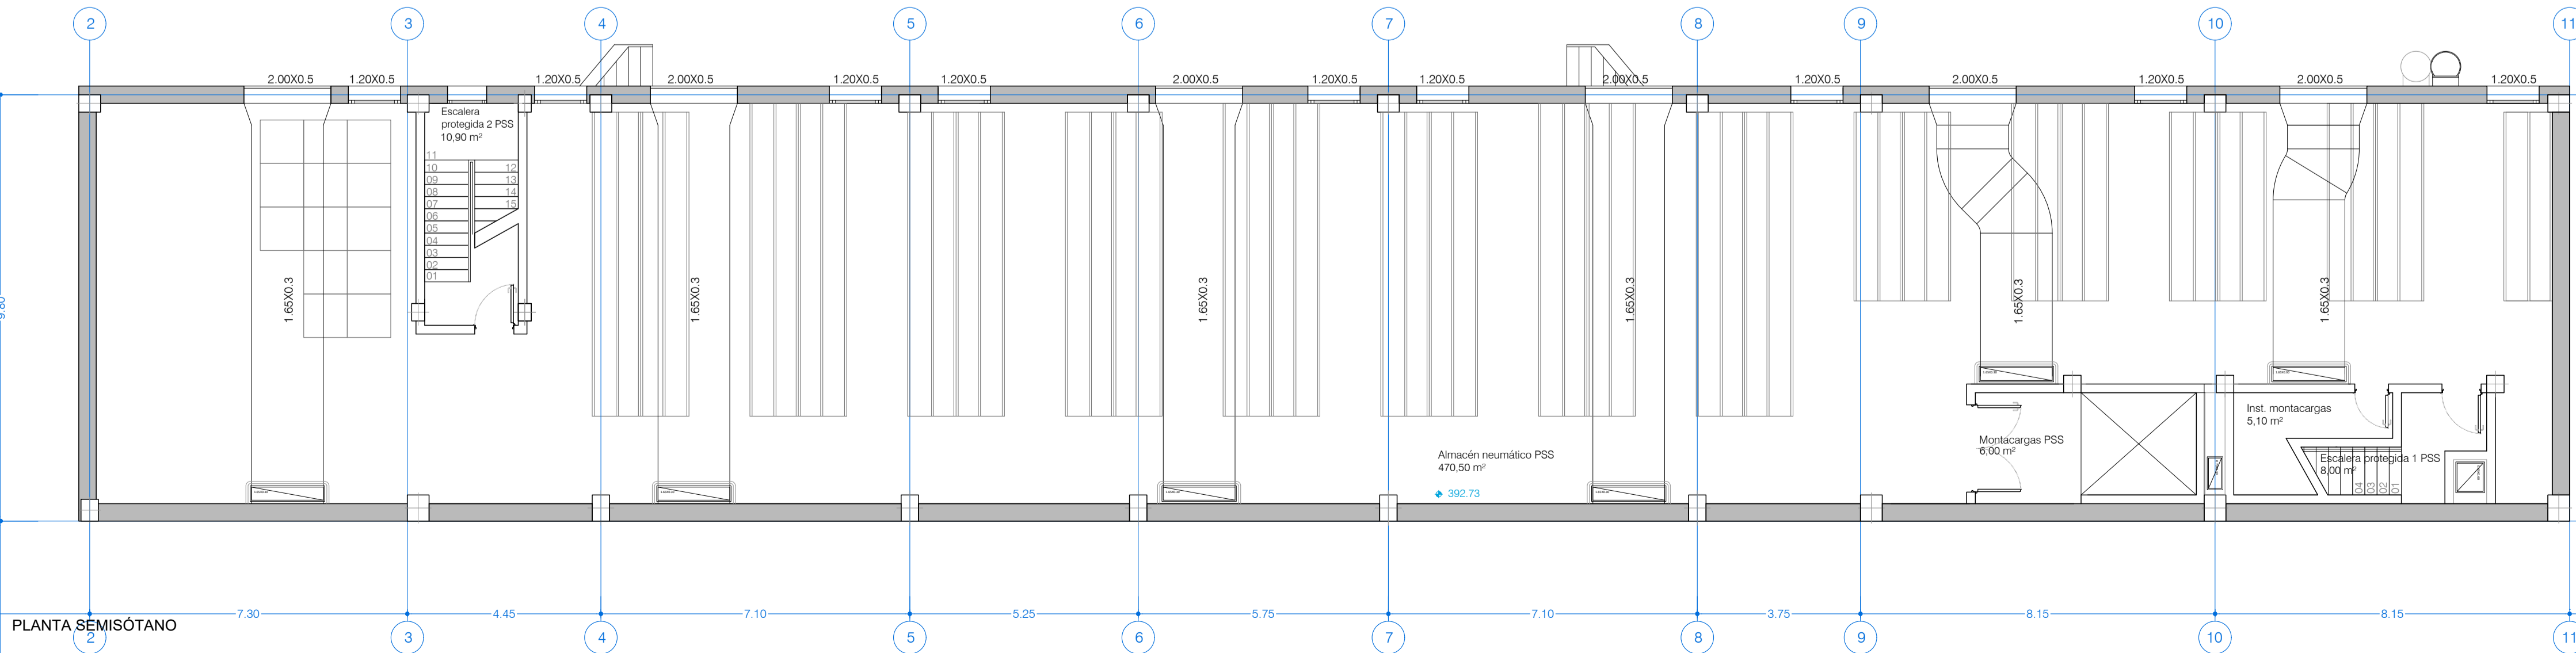 2 3 4 5 6 7 8 9 10 11
2.00X0.5 1.20X0.5 1.20X0.5 2.00X0.5 1.20X0.5 1.20X0.5 2.00X0.5 1.20X0.5 1.20X0.5 2.00X0.5 1.20X0.5 2.00X0.5 1.20X0.5 2.00X0.5 1.20X0.5
Escalera
protegida 2 PSS
10,90 m²
11
10 12
09 13
08 14
07 15
06
05
04
03
02
01
9.80
1.65X0.3 1.65X0.3 1.65X0.3 1.65X0.3 1.65X0.3 1.65X0.3
Inst. montacargas
5,10 m²
Montacargas PSS
6,00 m²
Almacén neumático PSS
470,50 m²
392.73
Escalera protegida 1 PSS
8,00 m²
04 03 02 01
7.30 4.45 7.10 5.25 5.75 7.10 3.75 8.15 8.15
PLANTA SEMISÓTANO
2 3 4 5 6 7 8 9 10 11